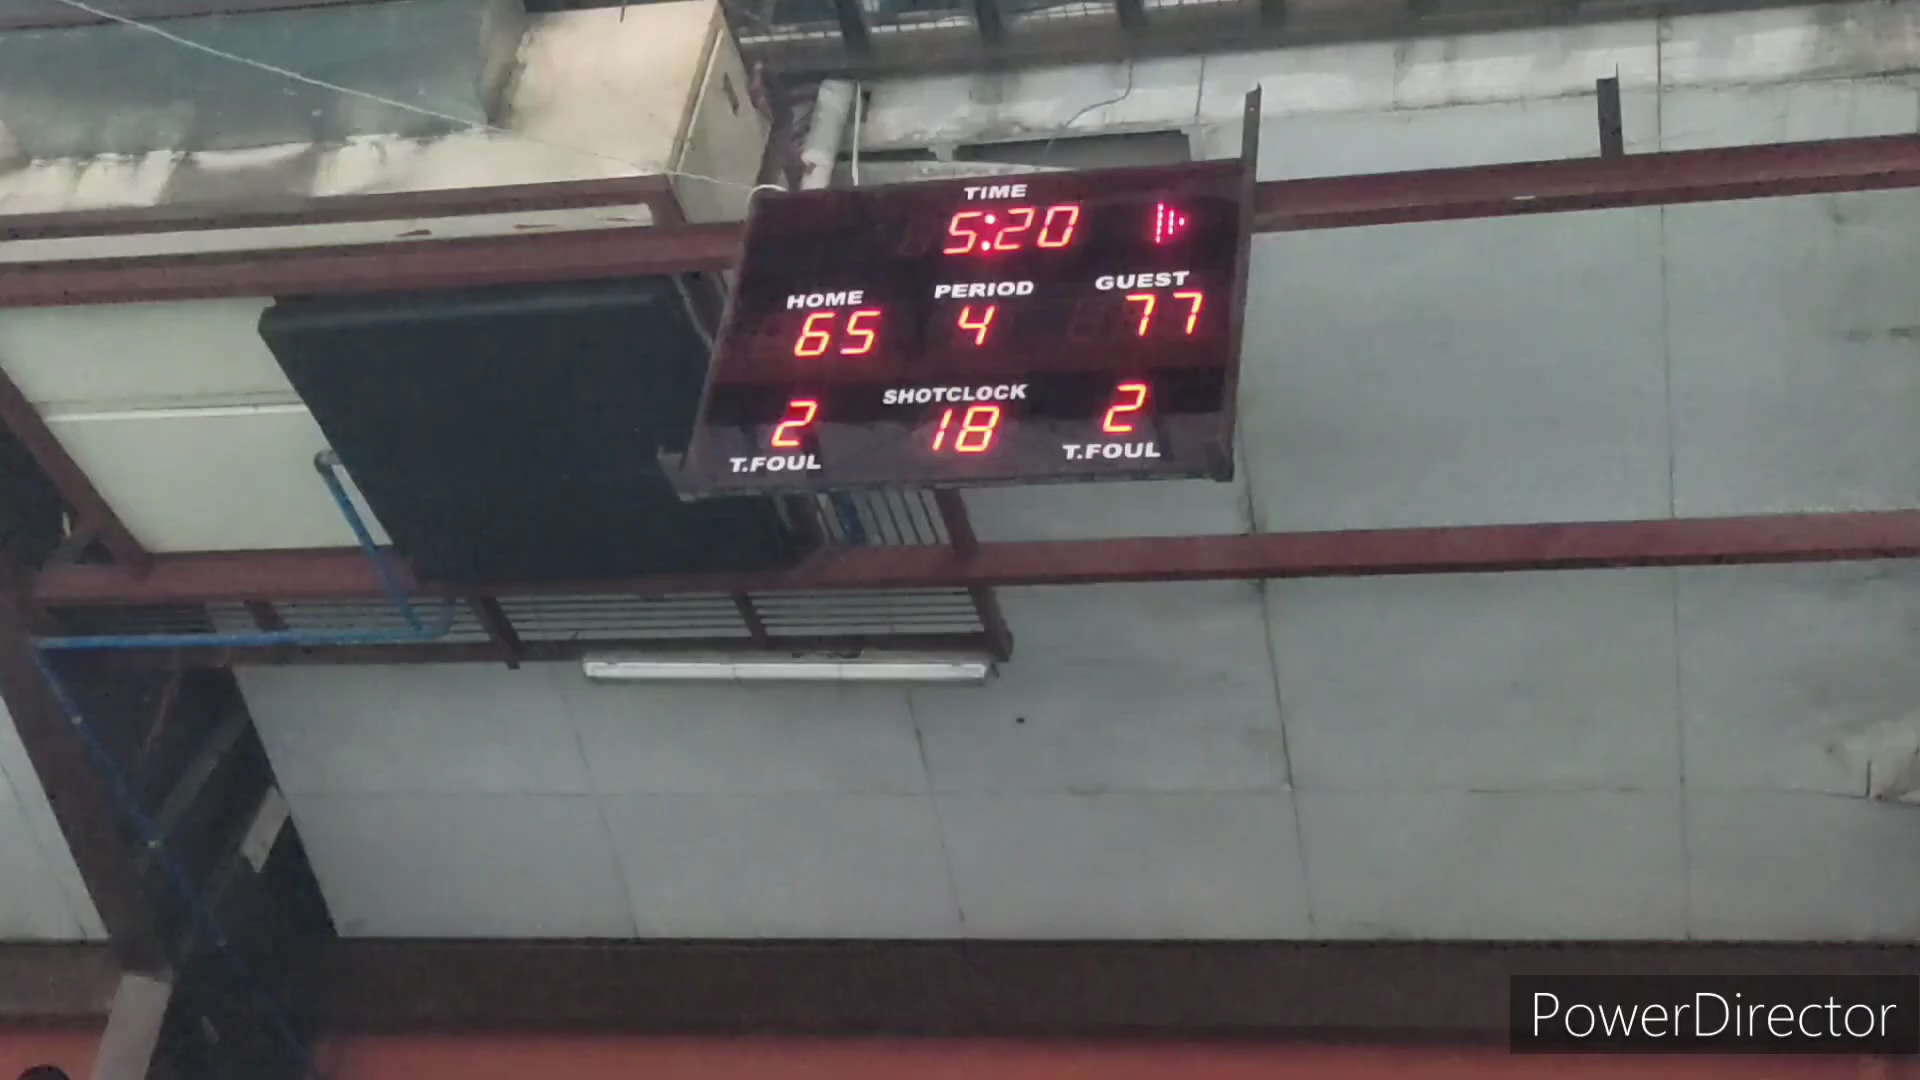 TIME
5:20
HOME PERIOD GUEST
65 4 77
SHOTCLOCK
2 18 2
T.FOUL T.FOUL
PowerDirector